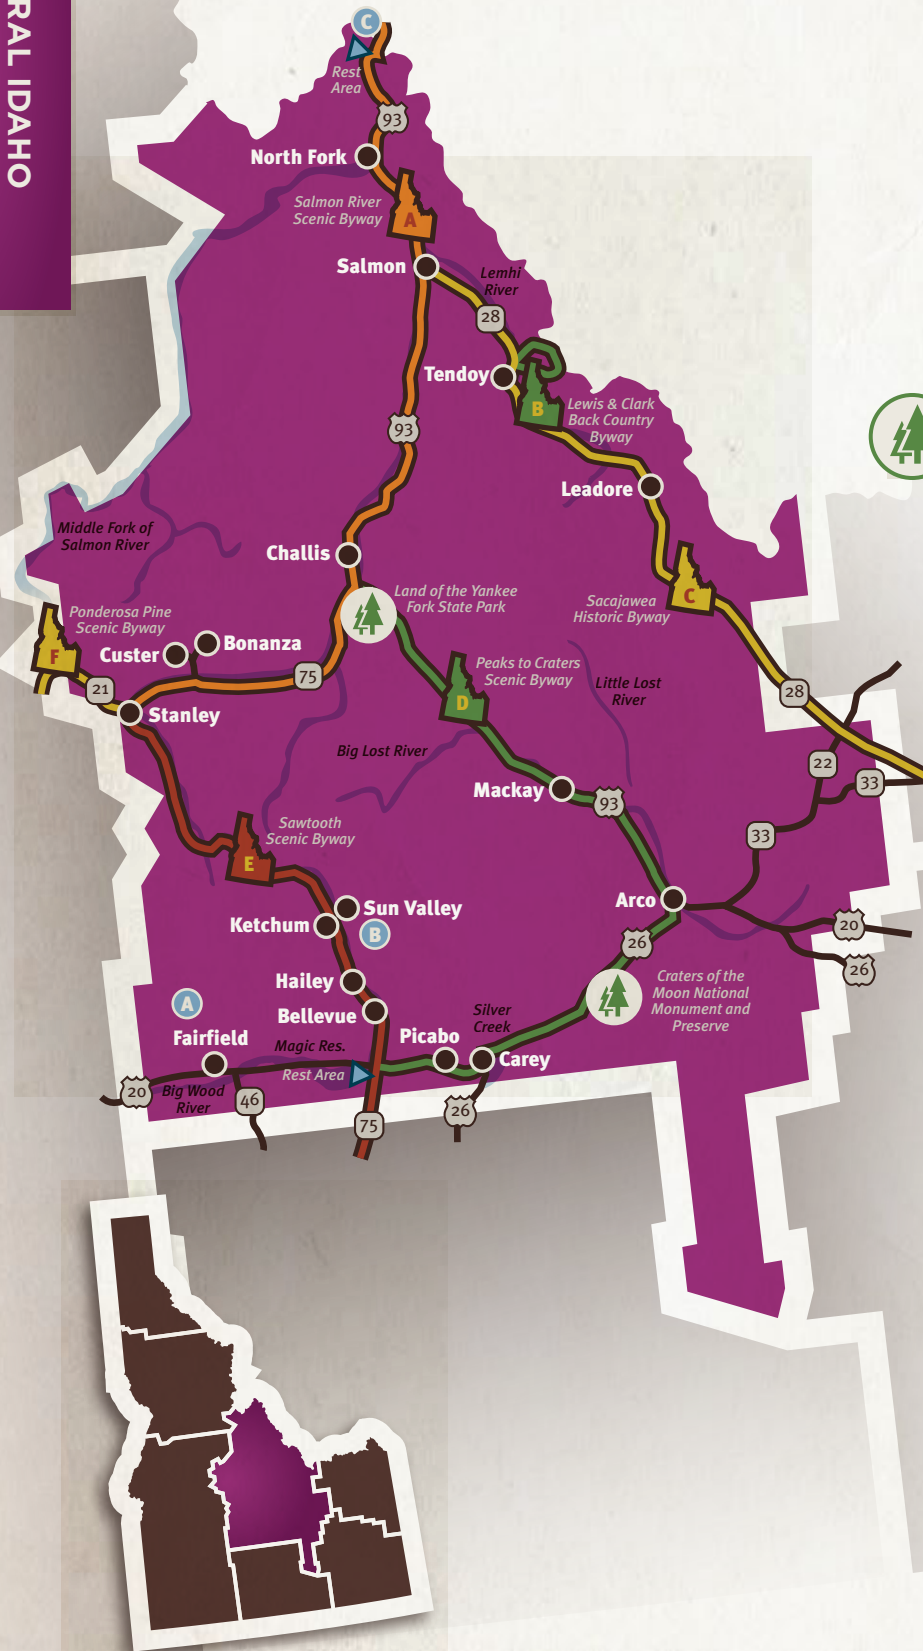 RAL IDAHO
C
Rest
Area
93
North Fork
Salmon River
Scenic Byway
A
Salmon
Lemhi
River
28
Tendoy
B
Lewis & Clark
Back Country
Byway
93
Leadore
Middle Fork of
Salmon River
Challis
C
Sacajawea
Historic Byway
Land of the Yankee
Fork State Park
Ponderosa Pine
Scenic Byway
F
Custer
Bonanza
21
75
Stanley
Peaks to Craters
Scenic Byway
D
Little Lost
River
28
Big Lost River
22
33
Mackay
93
33
Sawtooth
Scenic Byway
E
Arco
Sun Valley
Ketchum
B
20
26
26
Hailey
Craters of the
Moon National
Monument and
Preserve
A
Bellevue
Silver
Creek
Fairfield
Magic Res.
Picabo
Carey
Rest Area
20
Big Wood
River
46
75
26